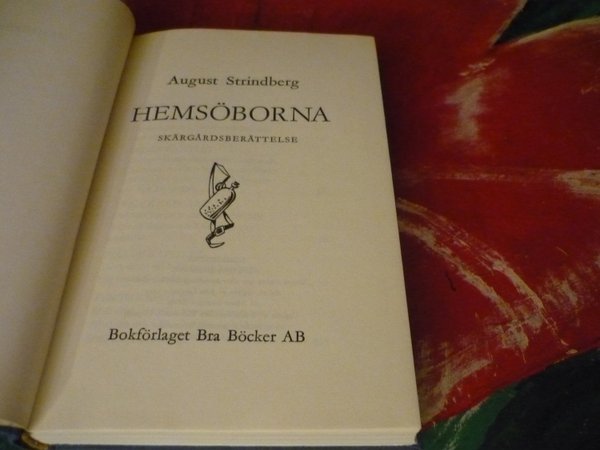 August Strindberg
HEMSÖBORNA
SKÄRGÅRDSBERÄTTELSE
Bokförlaget Bra Böcker AB